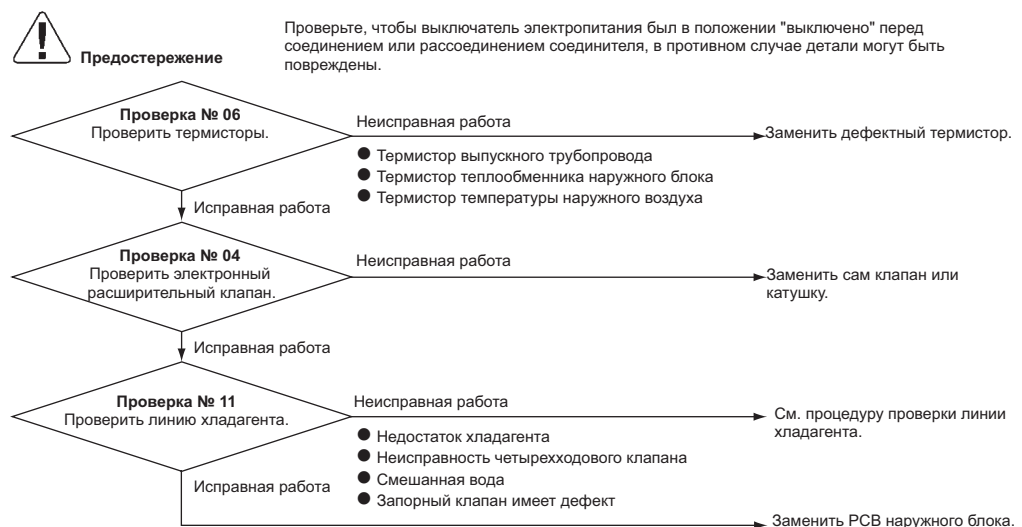 Предостережение
Проверьте, чтобы выключатель электропитания был в положении "выключено" перед
соединением или рассоединением соединителя, в противном случае детали могут быть
повреждены.
Проверка № 06
Проверить термисторы.
Неисправная работа
Заменить дефектный термистор.
● Термистор выпускного трубопровода
● Термистор теплообменника наружного блока
● Термистор температуры наружного воздуха
Исправная работа
Проверка № 04
Проверить электронный
расширительный клапан.
Неисправная работа
Заменить сам клапан или
катушку.
Исправная работа
Проверка № 11
Проверить линию хладагента.
Неисправная работа
См. процедуру проверки линии
хладагента.
● Недостаток хладагента
● Неисправность четырехходового клапана
● Смешанная вода
● Запорный клапан имеет дефект
Исправная работа
Заменить PCB наружного блока.